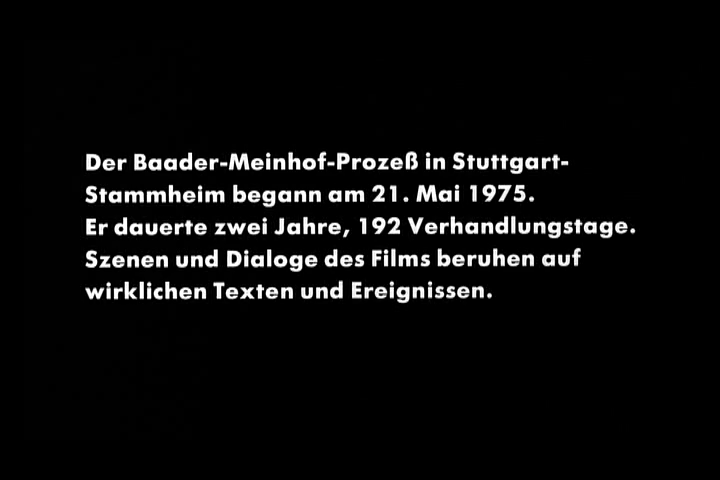 Der Baader-Meinhof-Prozeß in Stuttgart-
Stammheim begann am 21. Mai 1975.
Er dauerte zwei Jahre, 192 Verhandlungstage.
Szenen und Dialoge des Films beruhen auf
wirklichen Texten und Ereignissen.